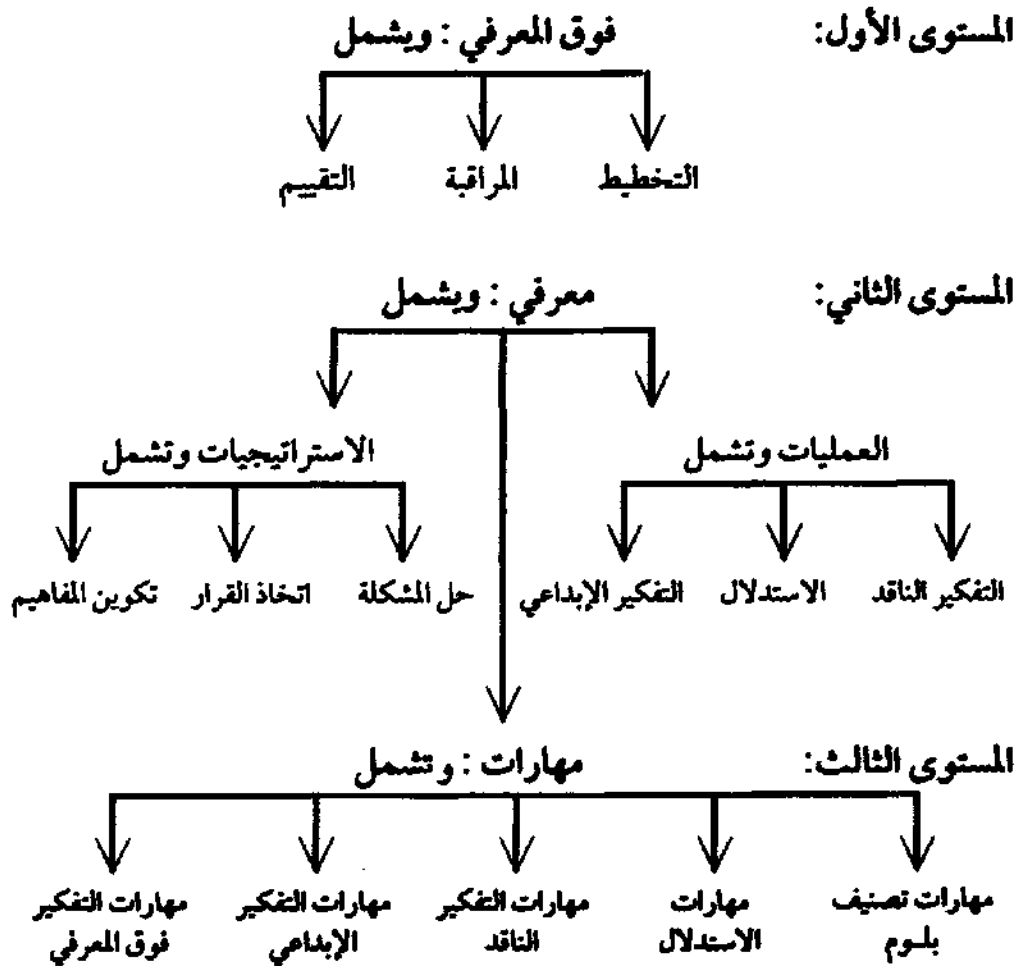 المستوى الأول: فوق المعرفي : ويشمل
التخطيط المراقبة التقييم
المستوى الثاني: معرفي : ويشمل
العمليات وتشمل الاستراتيجيات وتشمل
التفكير الناقد الاستدلال التفكير الإبداعي حل المشكلة اتخاذ القرار تكوين المفاهيم
المستوى الثالث: مهارات : وتشمل
مهارات تصنيف مهارات مهارات التفكير مهارات التفكير مهارات التفكير
بلوم الاستدلال الناقد الإبداعي فوق المعرفي